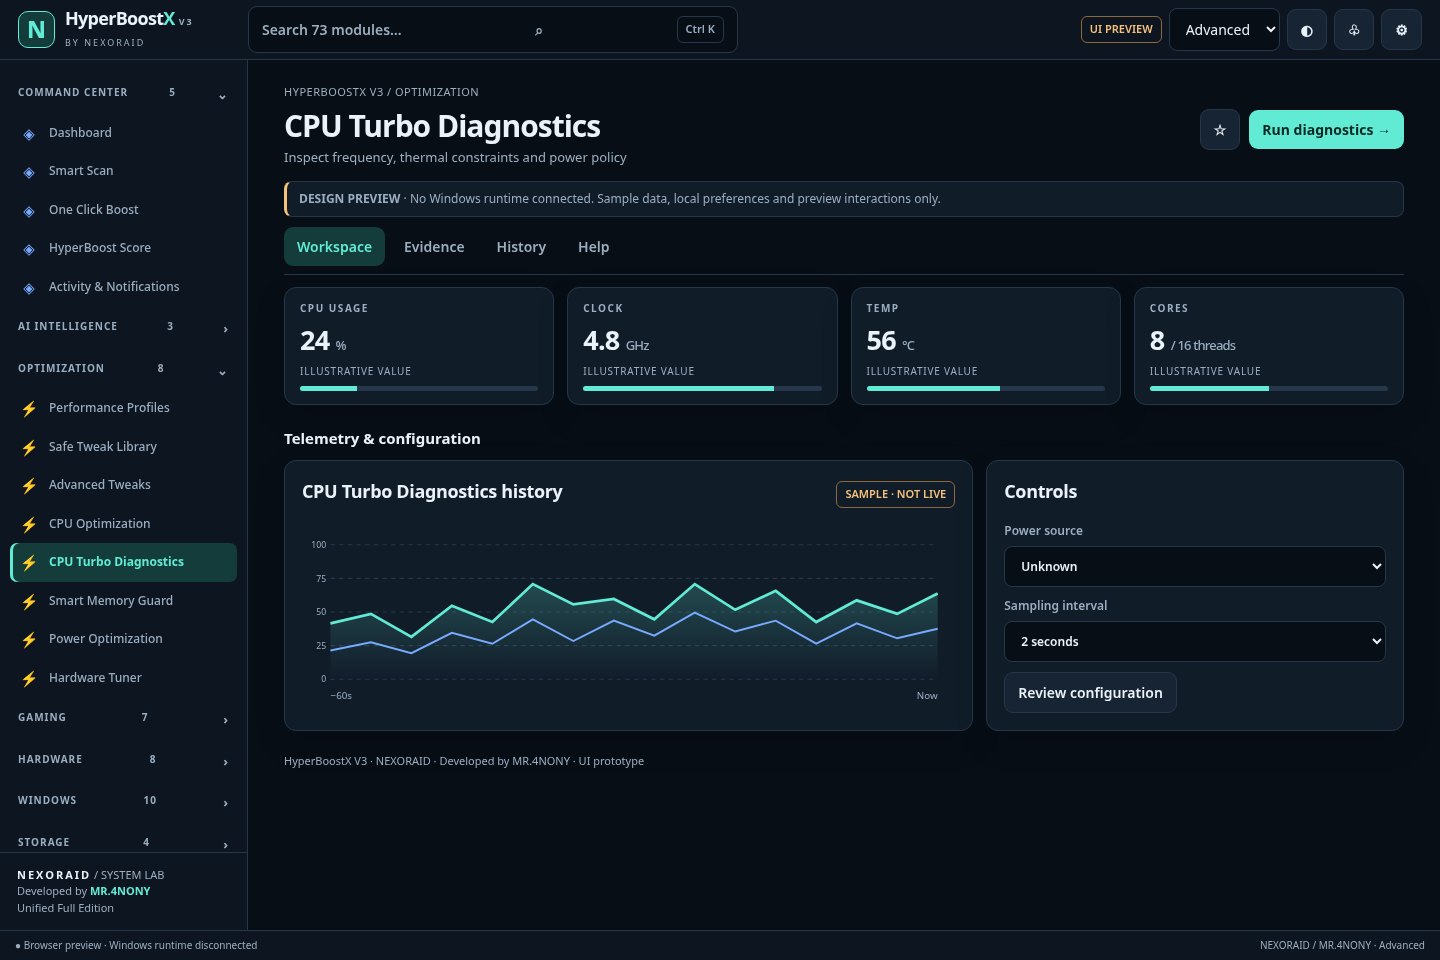 N
HyperBoostX V3
BY NEXORAID
Search 73 modules...
Ctrl K
UI PREVIEW
Advanced
COMMAND CENTER 5
Dashboard
Smart Scan
One Click Boost
HyperBoost Score
Activity & Notifications
AI INTELLIGENCE 3
OPTIMIZATION 8
Performance Profiles
Safe Tweak Library
Advanced Tweaks
CPU Optimization
CPU Turbo Diagnostics
Smart Memory Guard
Power Optimization
Hardware Tuner
GAMING 7
HARDWARE 8
WINDOWS 10
STORAGE 4
NEXORAID / SYSTEM LAB
Developed by MR.4NONY
Unified Full Edition
HYPERBOOSTX V3 / OPTIMIZATION
CPU Turbo Diagnostics
Inspect frequency, thermal constraints and power policy
Run diagnostics →
DESIGN PREVIEW · No Windows runtime connected. Sample data, local preferences and preview interactions only.
Workspace Evidence History Help
CPU USAGE
24 %
ILLUSTRATIVE VALUE
CLOCK
4.8 GHz
ILLUSTRATIVE VALUE
TEMP
56 °C
ILLUSTRATIVE VALUE
CORES
8 / 16 threads
ILLUSTRATIVE VALUE
Telemetry & configuration
CPU Turbo Diagnostics history
SAMPLE · NOT LIVE
100
75
50
25
0
−60s Now
Controls
Power source
Unknown
Sampling interval
2 seconds
Review configuration
HyperBoostX V3 · NEXORAID · Developed by MR.4NONY · UI prototype
● Browser preview · Windows runtime disconnected
NEXORAID / MR.4NONY · Advanced